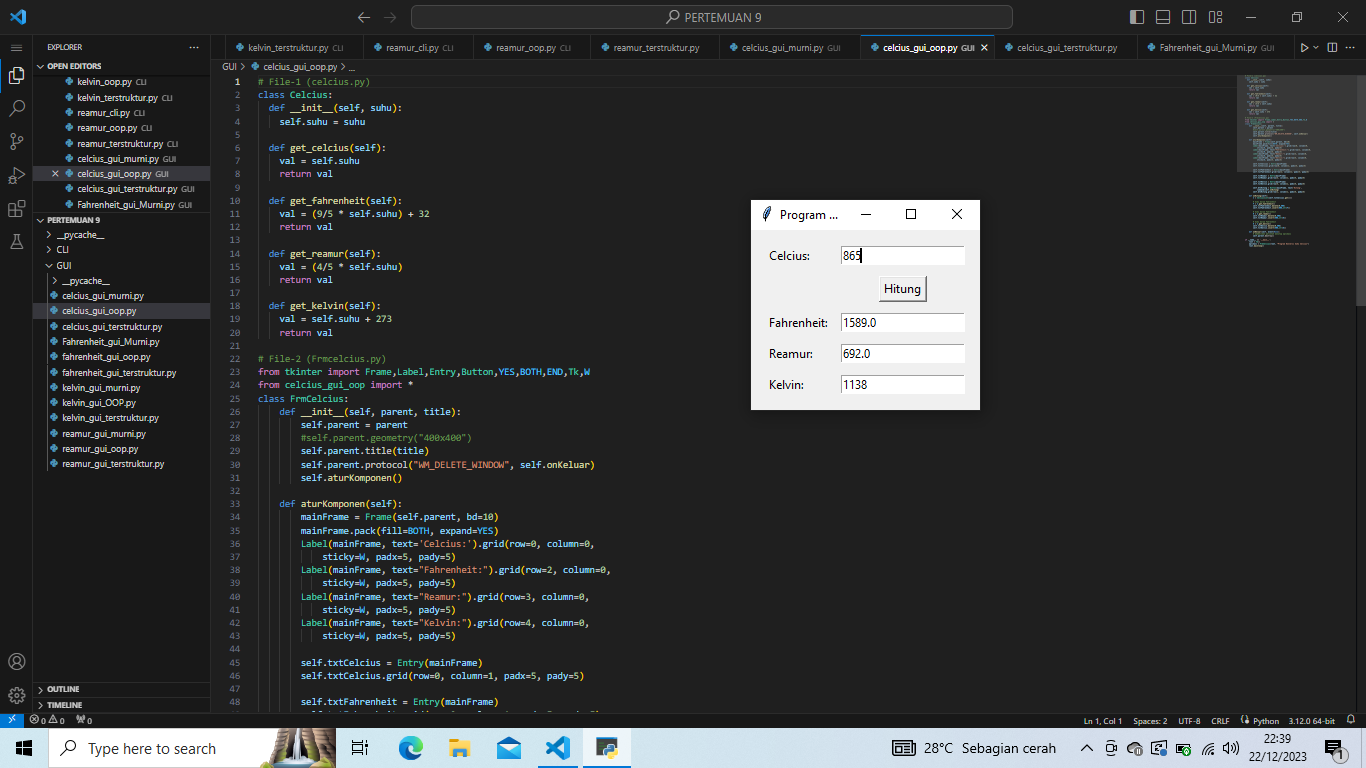 PERTEMUAN 9
EXPLORER
OPEN EDITORS
kelvin_oop.py CLI
kelvin_terstruktur.py CLI
reamur_cli.py CLI
reamur_oop.py CLI
reamur_terstruktur.py CLI
celcius_gui_murni.py GUI
celcius_gui_oop.py GUI
celcius_gui_terstruktur.py GUI
Fahrenheit_gui_Murni.py GUI
PERTEMUAN 9
__pycache__
CLI
GUI
__pycache__
celcius_gui_murni.py
celcius_gui_oop.py
celcius_gui_terstruktur.py
Fahrenheit_gui_Murni.py
fahrenheit_gui_oop.py
fahrenheit_gui_terstruktur.py
kelvin_gui_murni.py
kelvin_gui_OOP.py
kelvin_gui_terstruktur.py
reamur_gui_murni.py
reamur_gui_oop.py
reamur_gui_terstruktur.py
OUTLINE
TIMELINE
kelvin_terstruktur.py CLI
reamur_cli.py CLI
reamur_oop.py CLI
reamur_terstruktur.py
celcius_gui_murni.py GUI
celcius_gui_oop.py GUI
celcius_gui_terstruktur.py
Fahrenheit_gui_Murni.py GUI
GUI > celcius_gui_oop.py > ...
1 # File-1 (celcius.py)
2 class Celcius:
3 def __init__(self, suhu):
4 self.suhu = suhu
5
6 def get_celcius(self):
7 val = self.suhu
8 return val
9
10 def get_fahrenheit(self):
11 val = (9/5 * self.suhu) + 32
12 return val
13
14 def get_reamur(self):
15 val = (4/5 * self.suhu)
16 return val
17
18 def get_kelvin(self):
19 val = self.suhu + 273
20 return val
21
22 # File-2 (Frmcelcius.py)
23 from tkinter import Frame,Label,Entry,Button,YES,BOTH,END,Tk,W
24 from celcius_gui_oop import *
25 class FrmCelcius:
26 def __init__(self, parent, title):
27 self.parent = parent
28 #self.parent.geometry("400x400")
29 self.parent.title(title)
30 self.parent.protocol("WM_DELETE_WINDOW", self.onKeluar)
31 self.aturKomponen()
32
33 def aturKomponen(self):
34 mainFrame = Frame(self.parent, bd=10)
35 mainFrame.pack(fill=BOTH, expand=YES)
36 Label(mainFrame, text='Celcius:').grid(row=0, column=0,
37 sticky=W, padx=5, pady=5)
38 Label(mainFrame, text="Fahrenheit:").grid(row=2, column=0,
39 sticky=W, padx=5, pady=5)
40 Label(mainFrame, text="Reamur:").grid(row=3, column=0,
41 sticky=W, padx=5, pady=5)
42 Label(mainFrame, text="Kelvin:").grid(row=4, column=0,
43 sticky=W, padx=5, pady=5)
44
45 self.txtCelcius = Entry(mainFrame)
46 self.txtCelcius.grid(row=0, column=1, padx=5, pady=5)
47
48 self.txtFahrenheit = Entry(mainFrame)
Program ...
Celcius: 865
Hitung
Fahrenheit: 1589.0
Reamur: 692.0
Kelvin: 1138
0 0 0
Ln 1, Col 1 Spaces: 2 UTF-8 CRLF Python 3.12.0 64-bit
Type here to search
28°C Sebagian cerah
22:39
22/12/2023
1